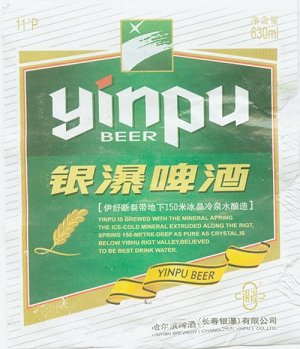 11°P
净含量
630ml
yinpu
BEER
银瀑啤酒
[伊舒断裂带地下150米冰晶冷泉水酿造]
YINPU IS BREWED WITH THE MINERAL APRING
THE ICE-COLD MINERAL EXTRUDED ALONG THE RIGT,
SPRING 150-METRE-DEEP AS PURE AS CRYSTAL.IS
BELOW YISHU RIGT VALLEY,BELIEVED
TO BE BEST DRINK WATER.
YINPU BEER
哈尔滨啤酒(长春银瀑)有限公司
HARBIN BREWERY (CHANGCHUN YINPU) CO.,LTD.